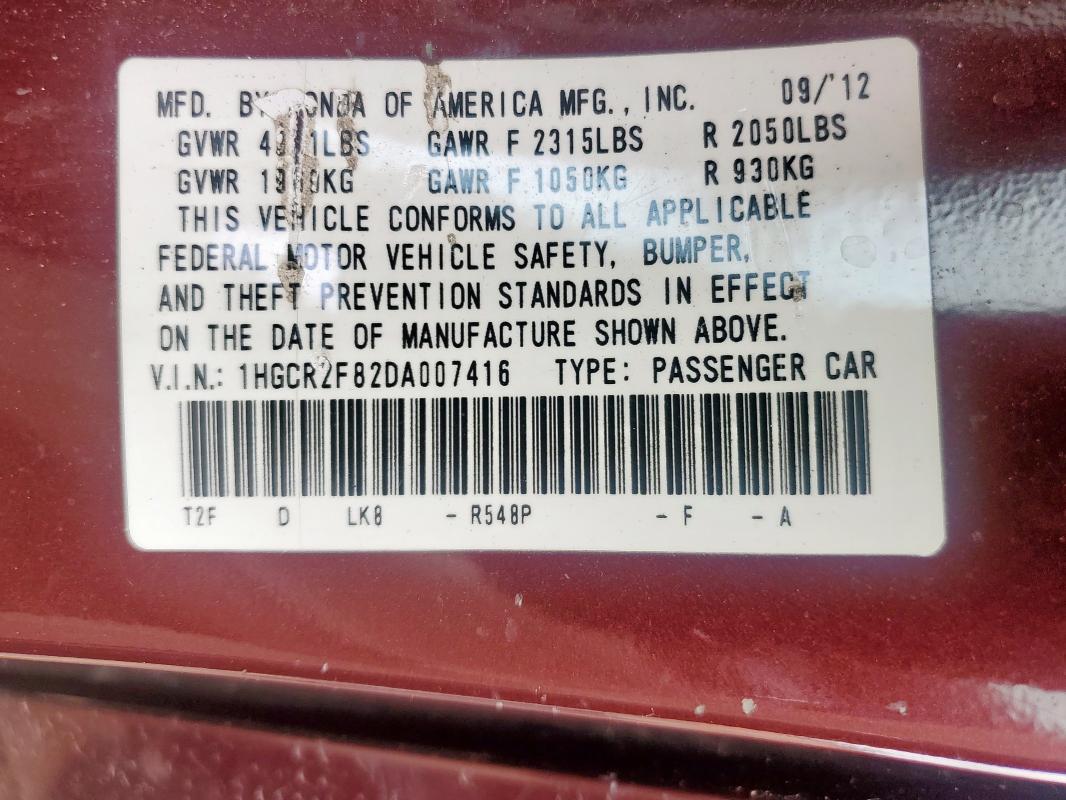 MFD. BY HONDA OF AMERICA MFG., INC. 09/'12
GVWR GAWR F 2315LBS R 2050LBS
GVWR GAWR F 1050KG R 930KG
THIS VEHICLE CONFORMS TO ALL APPLICABLE
FEDERAL MOTOR VEHICLE SAFETY, BUMPER,
AND THEFT PREVENTION STANDARDS IN EFFECT
ON THE DATE OF MANUFACTURE SHOWN ABOVE.
V.I.N.: 1HGCR2F82DA007416 TYPE: PASSENGER CAR
T2F D LK8 - R548P - F - A